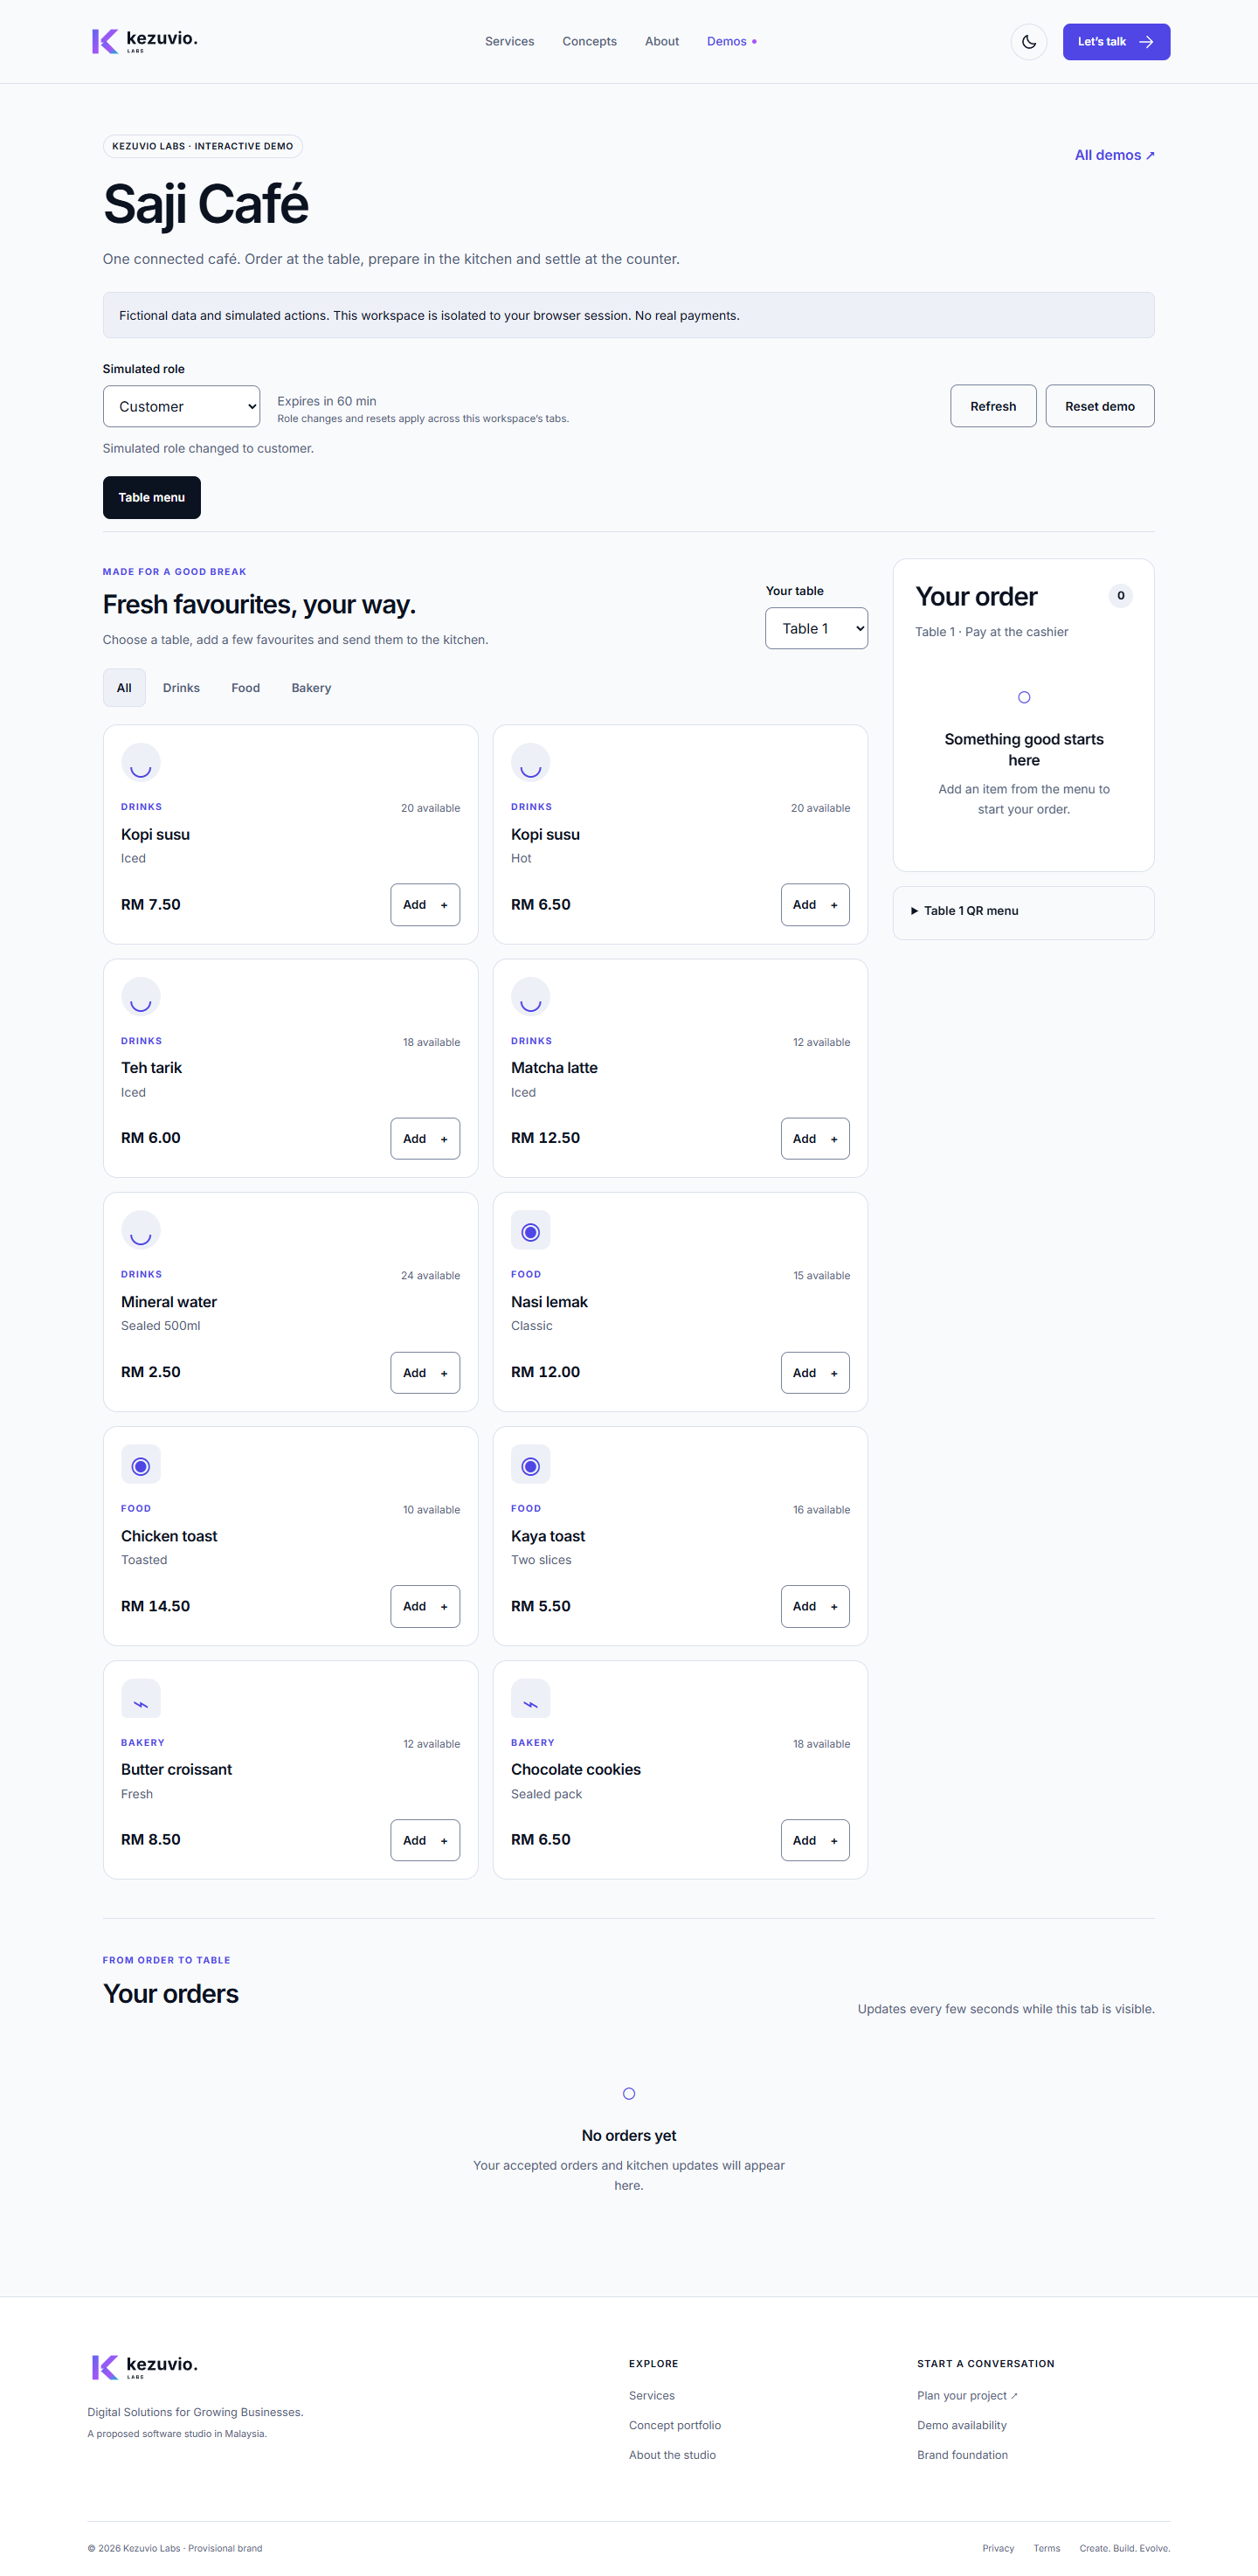 kezuvio.
LABS
Services
Concepts
About
Demos
Let's talk
KEZUVIO LABS · INTERACTIVE DEMO
All demos ↗
Saji Café
One connected café. Order at the table, prepare in the kitchen and settle at the counter.
Fictional data and simulated actions. This workspace is isolated to your browser session. No real payments.
Simulated role
Customer
Expires in 60 min
Role changes and resets apply across this workspace's tabs.
Refresh
Reset demo
Simulated role changed to customer.
Table menu
MADE FOR A GOOD BREAK
Fresh favourites, your way.
Choose a table, add a few favourites and send them to the kitchen.
Your table
Table 1
All
Drinks
Food
Bakery
DRINKS
20 available
Kopi susu
Iced
RM 7.50
Add +
DRINKS
20 available
Kopi susu
Hot
RM 6.50
Add +
DRINKS
18 available
Teh tarik
Iced
RM 6.00
Add +
DRINKS
12 available
Matcha latte
Iced
RM 12.50
Add +
DRINKS
24 available
Mineral water
Sealed 500ml
RM 2.50
Add +
FOOD
15 available
Nasi lemak
Classic
RM 12.00
Add +
FOOD
10 available
Chicken toast
Toasted
RM 14.50
Add +
FOOD
16 available
Kaya toast
Two slices
RM 5.50
Add +
BAKERY
12 available
Butter croissant
Fresh
RM 8.50
Add +
BAKERY
18 available
Chocolate cookies
Sealed pack
RM 6.50
Add +
Your order
0
Table 1 · Pay at the cashier
Something good starts
here
Add an item from the menu to
start your order.
Table 1 QR menu
FROM ORDER TO TABLE
Your orders
Updates every few seconds while this tab is visible.
No orders yet
Your accepted orders and kitchen updates will appear
here.
kezuvio.
LABS
Digital Solutions for Growing Businesses.
A proposed software studio in Malaysia.
EXPLORE
Services
Concept portfolio
About the studio
START A CONVERSATION
Plan your project ↗
Demo availability
Brand foundation
© 2026 Kezuvio Labs · Provisional brand
Privacy
Terms
Create. Build. Evolve.